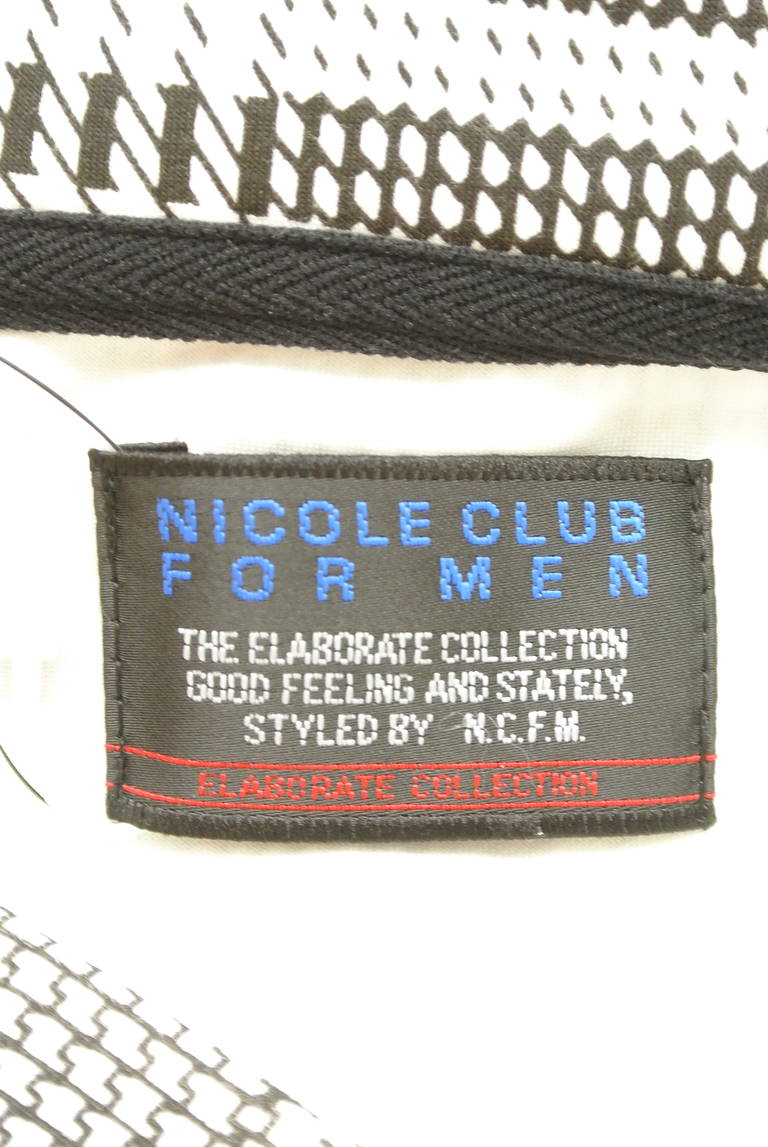 NICOLE CLUB
FOR MEN
THE ELABORATE COLLECTION
GOOD FEELING AND STATELY,
STYLED BY N.C.F.M.
ELABORATE COLLECTION